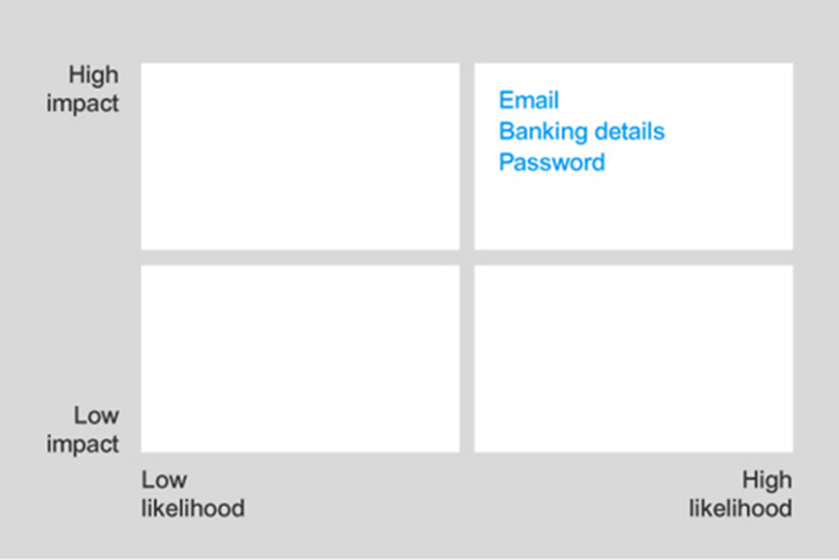 High
impact
Email
Banking details
Password
Low
impact
Low
likelihood
High
likelihood